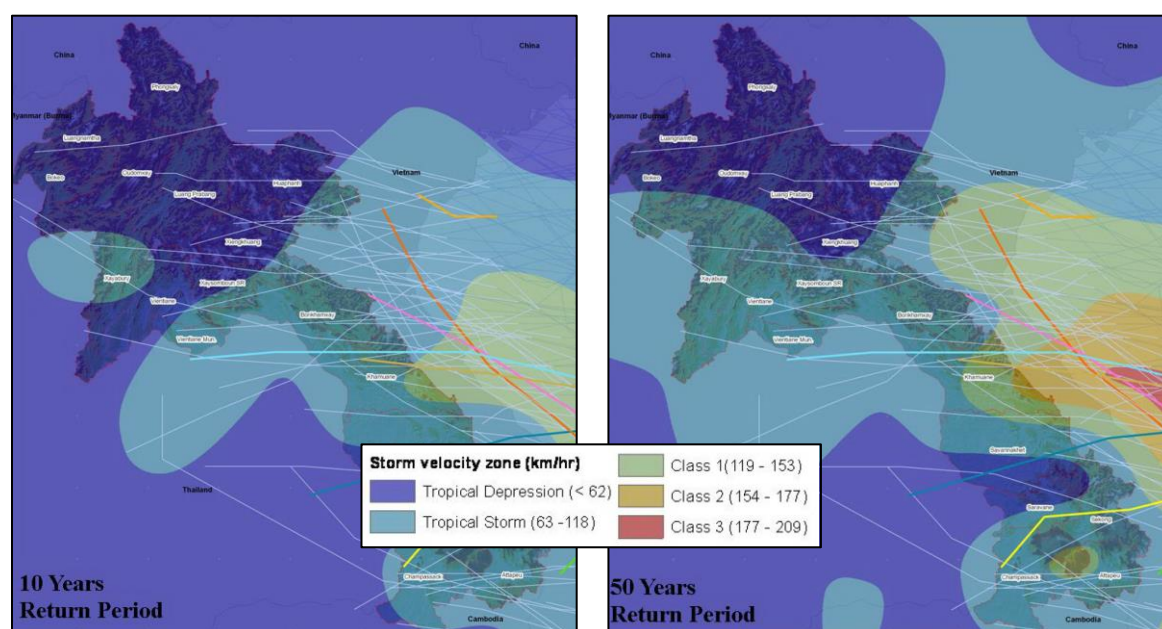 China
China
Phongsaly
Myanmar (Burma)
Luangnamtha
Bokeo
Oudomxay
Luang Prabang
Huaphanh
Vietnam
Xiengkhuang
Xayabury
Xaysomboun SR
Vientiane
Borikhamxay
Vientiane Mun.
Khamuane
Thailand
Champassack
Attapeu
Cambodia
10 Years
Return Period
Storm velocity zone (km/hr)
Tropical Depression (< 62)
Tropical Storm (63 -118)
Class 1(119 - 153)
Class 2 (154 - 177)
Class 3 (177 - 209)
China
China
Phongsaly
Myanmar (Burma)
Luangnamtha
Bokeo
Oudomxay
Luang Prabang
Huaphanh
Vietnam
Xiengkhuang
Xayabury
Xaysomboun SR
Vientiane
Borikhamxay
Vientiane Mun.
Khamuane
Savannakhet
Saravane
Sekong
Champassack
Attapeu
Cambodia
50 Years
Return Period